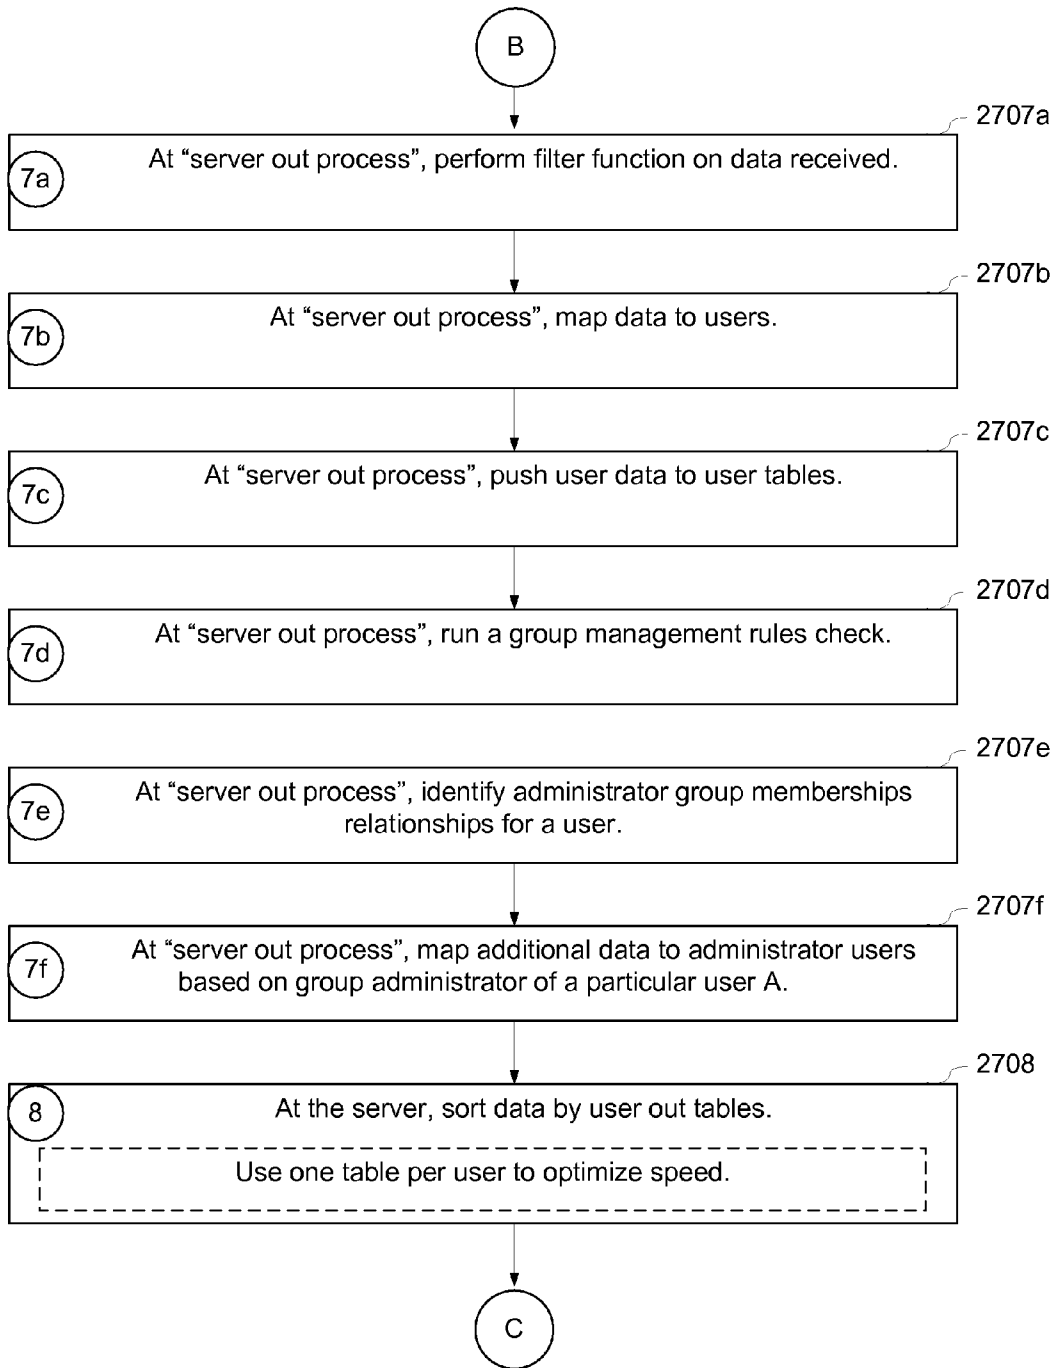 B
2707a
7a
At “server out process”, perform filter function on data received.
2707b
7b
At “server out process”, map data to users.
2707c
7c
At “server out process”, push user data to user tables.
2707d
7d
At “server out process”, run a group management rules check.
2707e
7e
At “server out process”, identify administrator group memberships
relationships for a user.
2707f
7f
At “server out process”, map additional data to administrator users
based on group administrator of a particular user A.
2708
8
At the server, sort data by user out tables.
Use one table per user to optimize speed.
C